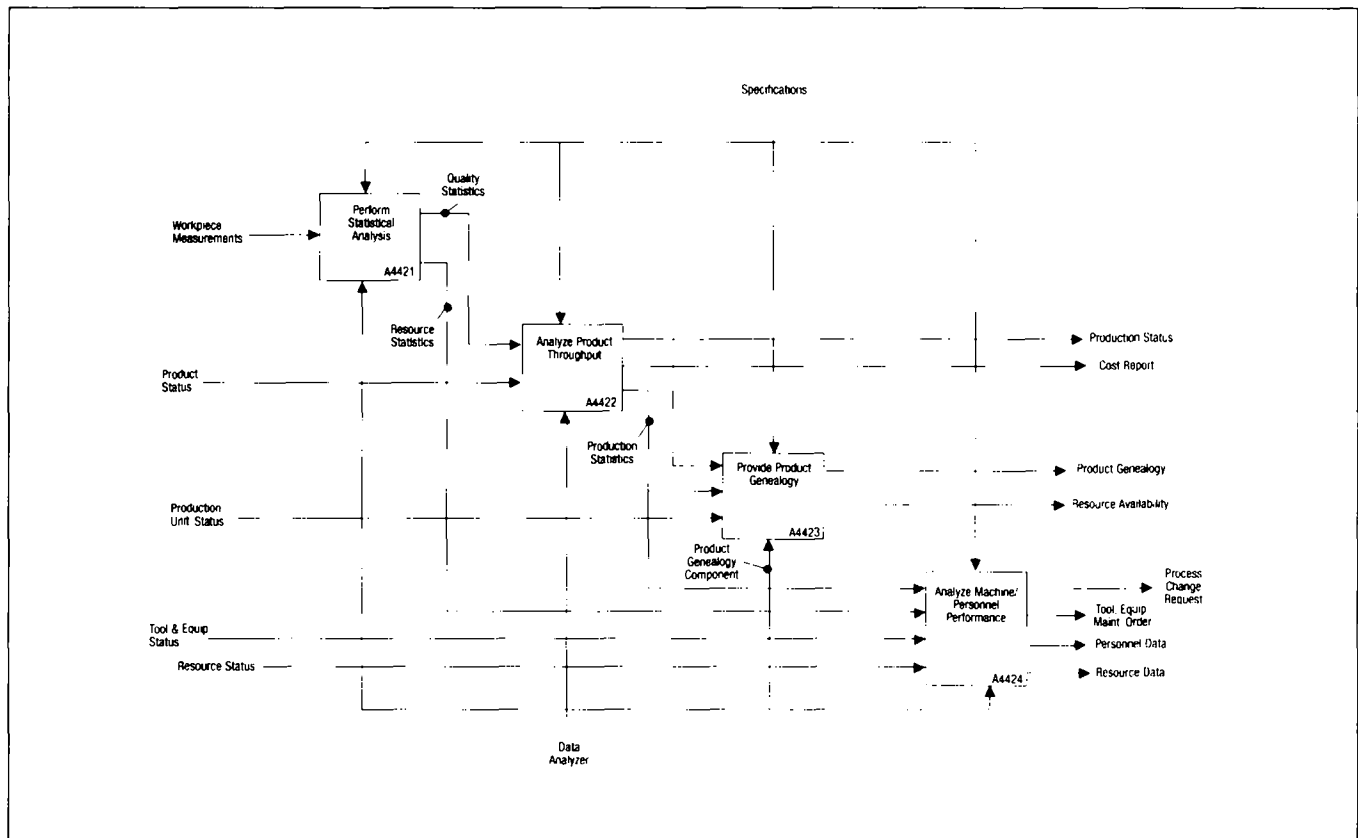 Specifications
Quality
Statistics
Perform
Statistical
Analysis
A4421
Workpiece
Measurements
Resource
Statistics
Analyze Product
Throughput
A4422
Production Status
Cost Report
Product
Status
Production
Statistics
Provide Product
Genealogy
A4423
Product Genealogy
Resource Availability
Production
Unit Status
Product
Genealogy
Component
Analyze Machine/
Personnel
Performance
A4424
Process
Change
Request
Tool, Equip
Maint Order
Personnel Data
Resource Data
Tool & Equip
Status
Resource Status
Data
Analyzer